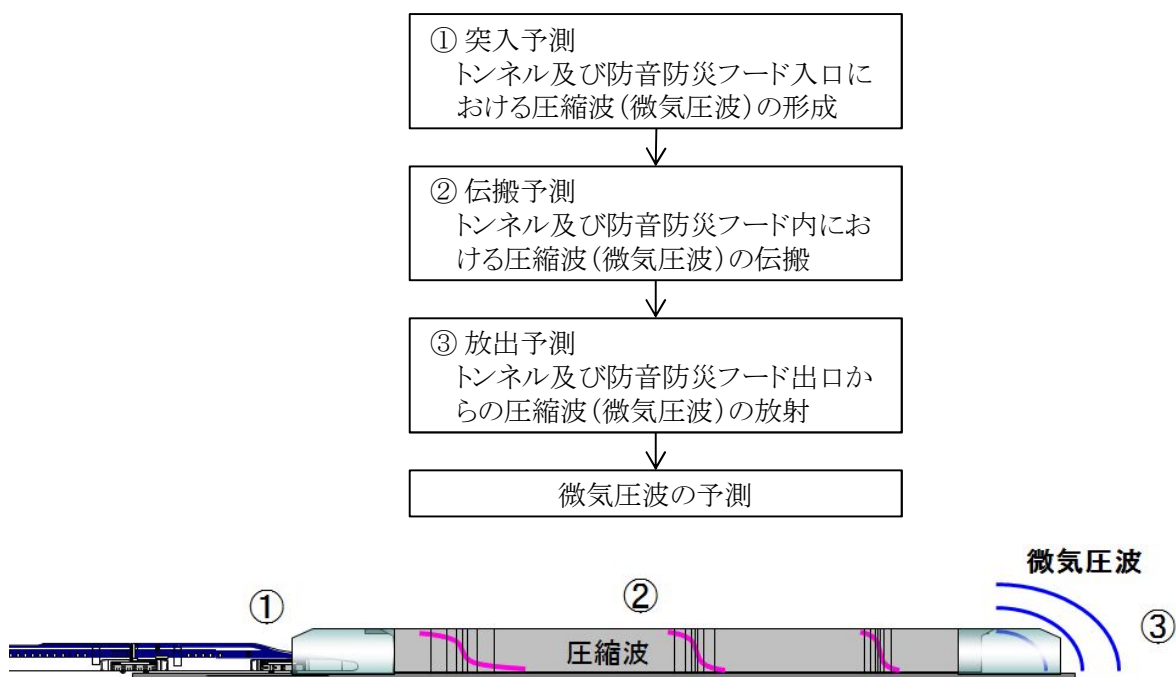 ① 突入予測
トンネル及び防音防災フード入口に
おける圧縮波(微気圧波)の形成
② 伝搬予測
トンネル及び防音防災フード内にお
ける圧縮波(微気圧波)の伝搬
③ 放出予測
トンネル及び防音防災フード出口か
らの圧縮波(微気圧波)の放射
微気圧波の予測
微気圧波
①
②
③
圧縮波